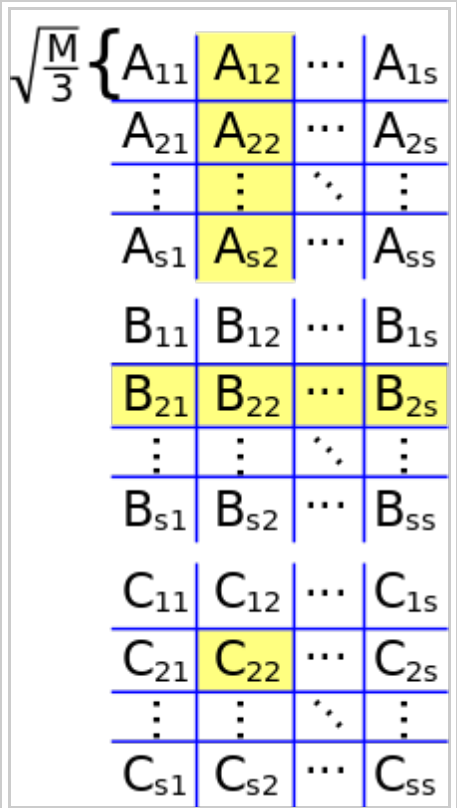 √(M/3) { A₁₁ A₁₂ ⋯ A₁ₛ
A₂₁ A₂₂ ⋯ A₂ₛ
⋮ ⋮ ⋱ ⋮
Aₛ₁ Aₛ₂ ⋯ Aₛₛ
B₁₁ B₁₂ ⋯ B₁ₛ
B₂₁ B₂₂ ⋯ B₂ₛ
⋮ ⋮ ⋱ ⋮
Bₛ₁ Bₛ₂ ⋯ Bₛₛ
C₁₁ C₁₂ ⋯ C₁ₛ
C₂₁ C₂₂ ⋯ C₂ₛ
⋮ ⋮ ⋱ ⋮
Cₛ₁ Cₛ₂ ⋯ Cₛₛ